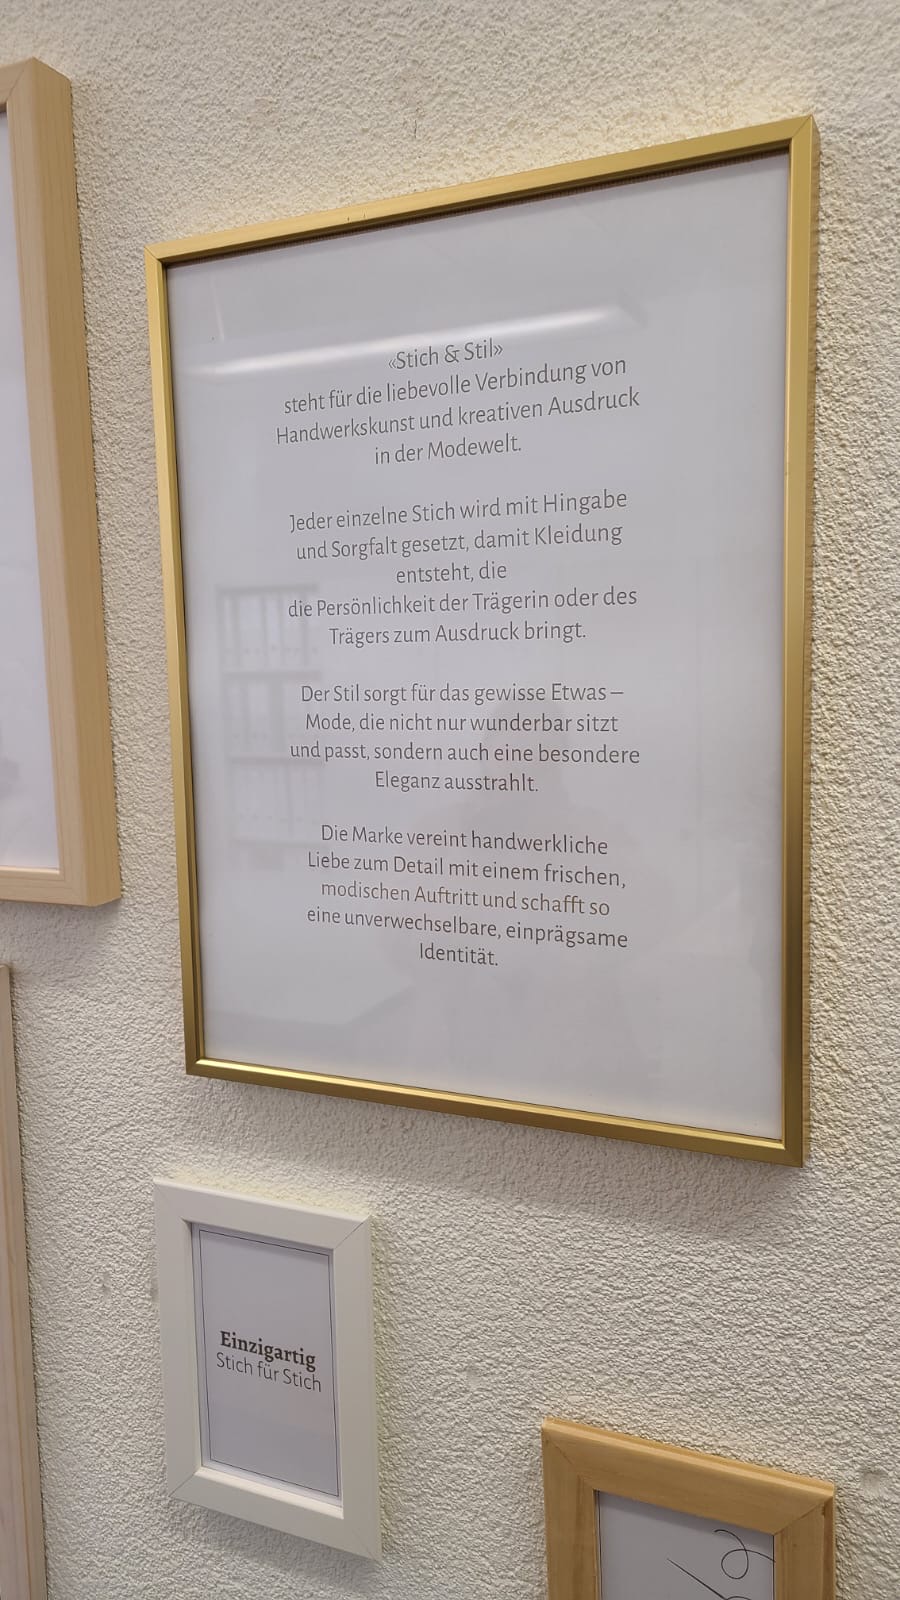 «Stich & Stil»
steht für die liebevolle Verbindung von
Handwerkskunst und kreativen Ausdruck
in der Modewelt.
Jeder einzelne Stich wird mit Hingabe
und Sorgfalt gesetzt, damit Kleidung
entsteht, die
die Persönlichkeit der Trägerin oder des
Trägers zum Ausdruck bringt.
Der Stil sorgt für das gewisse Etwas –
Mode, die nicht nur wunderbar sitzt
und passt, sondern auch eine besondere
Eleganz ausstrahlt.
Die Marke vereint handwerkliche
Liebe zum Detail mit einem frischen,
modischen Auftritt und schafft so
eine unverwechselbare, einprägsame
Identität.
Einzigartig
Stich für Stich